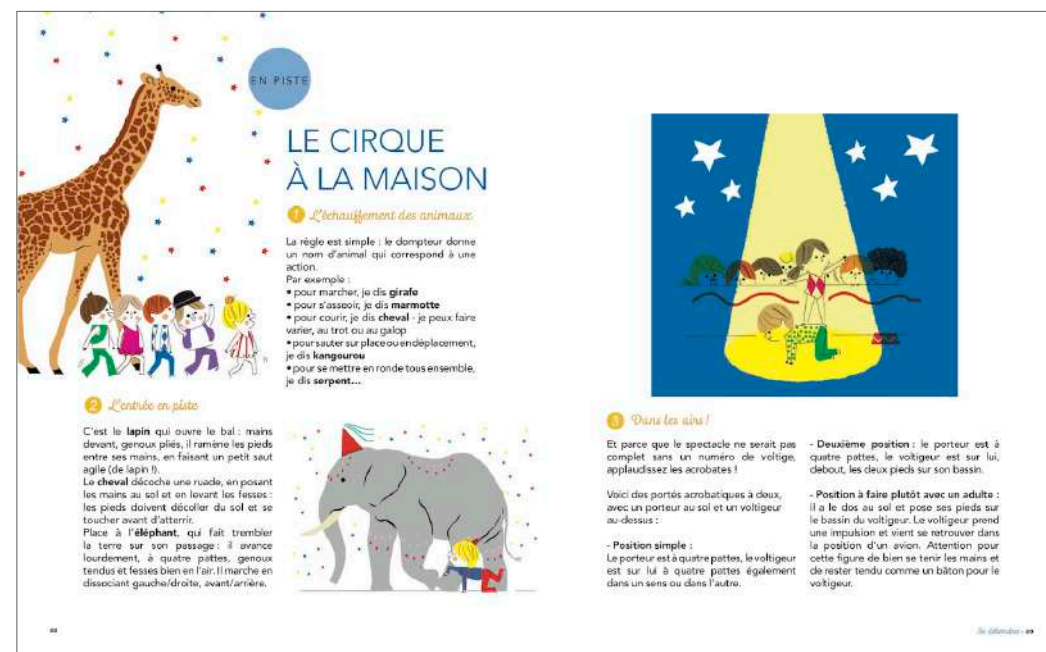 EN PISTE
LE CIRQUE
À LA MAISON
1 L'échauffement des animaux
La règle est simple : le dompteur donne
un nom d'animal qui correspond à une
action.
Par exemple :
• pour marcher, je dis girafe
• pour s'asseoir, je dis marmotte
• pour courir, je dis cheval - je peux faire
varier, au trot ou au galop
• pour sauter sur place ou en déplacement,
je dis kangourou
• pour se mettre en ronde tous ensemble,
je dis serpent...
2 L'entrée en piste
C'est le lapin qui ouvre le bal : mains
devant, genoux pliés, il ramène les pieds
entre ses mains, en faisant un petit saut
agile (de lapin !).
Le cheval décoche une ruade, en posant
les mains au sol et en levant les fesses :
les pieds doivent décoller du sol et se
toucher avant d'atterrir.
Place à l'éléphant, qui fait trembler
la terre sur son passage : il avance
lourdement, à quatre pattes, genoux
tendus et fesses bien en l'air. Il marche en
dissociant gauche/droite, avant/arrière.
3 Dans les airs !
Et parce que le spectacle ne serait pas
complet sans un numéro de voltige,
applaudissez les acrobates !
Voici des portés acrobatiques à deux,
avec un porteur au sol et un voltigeur
au-dessus :
- Position simple :
Le porteur est à quatre pattes, le voltigeur
est sur lui à quatre pattes également
dans un sens ou dans l'autre.
- Deuxième position : le porteur est à
quatre pattes, le voltigeur est sur lui,
debout, les deux pieds sur son bassin.
- Position à faire plutôt avec un adulte :
il a le dos au sol et pose ses pieds sur
le bassin du voltigeur. Le voltigeur prend
une impulsion et vient se retrouver dans
la position d'un avion. Attention pour
cette figure de bien se tenir les mains et
de rester tendu comme un bâton pour le
voltigeur.